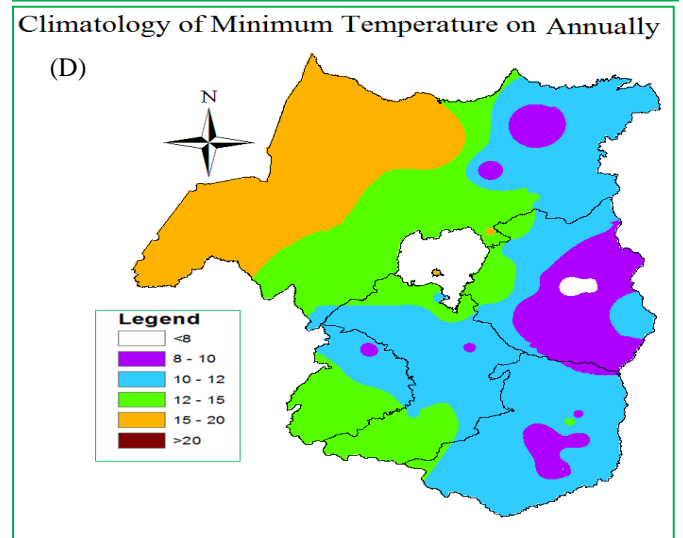 Climatology of Minimum Temperature on Annually
(D)
N
Legend
<8
8 - 10
10 - 12
12 - 15
15 - 20
>20